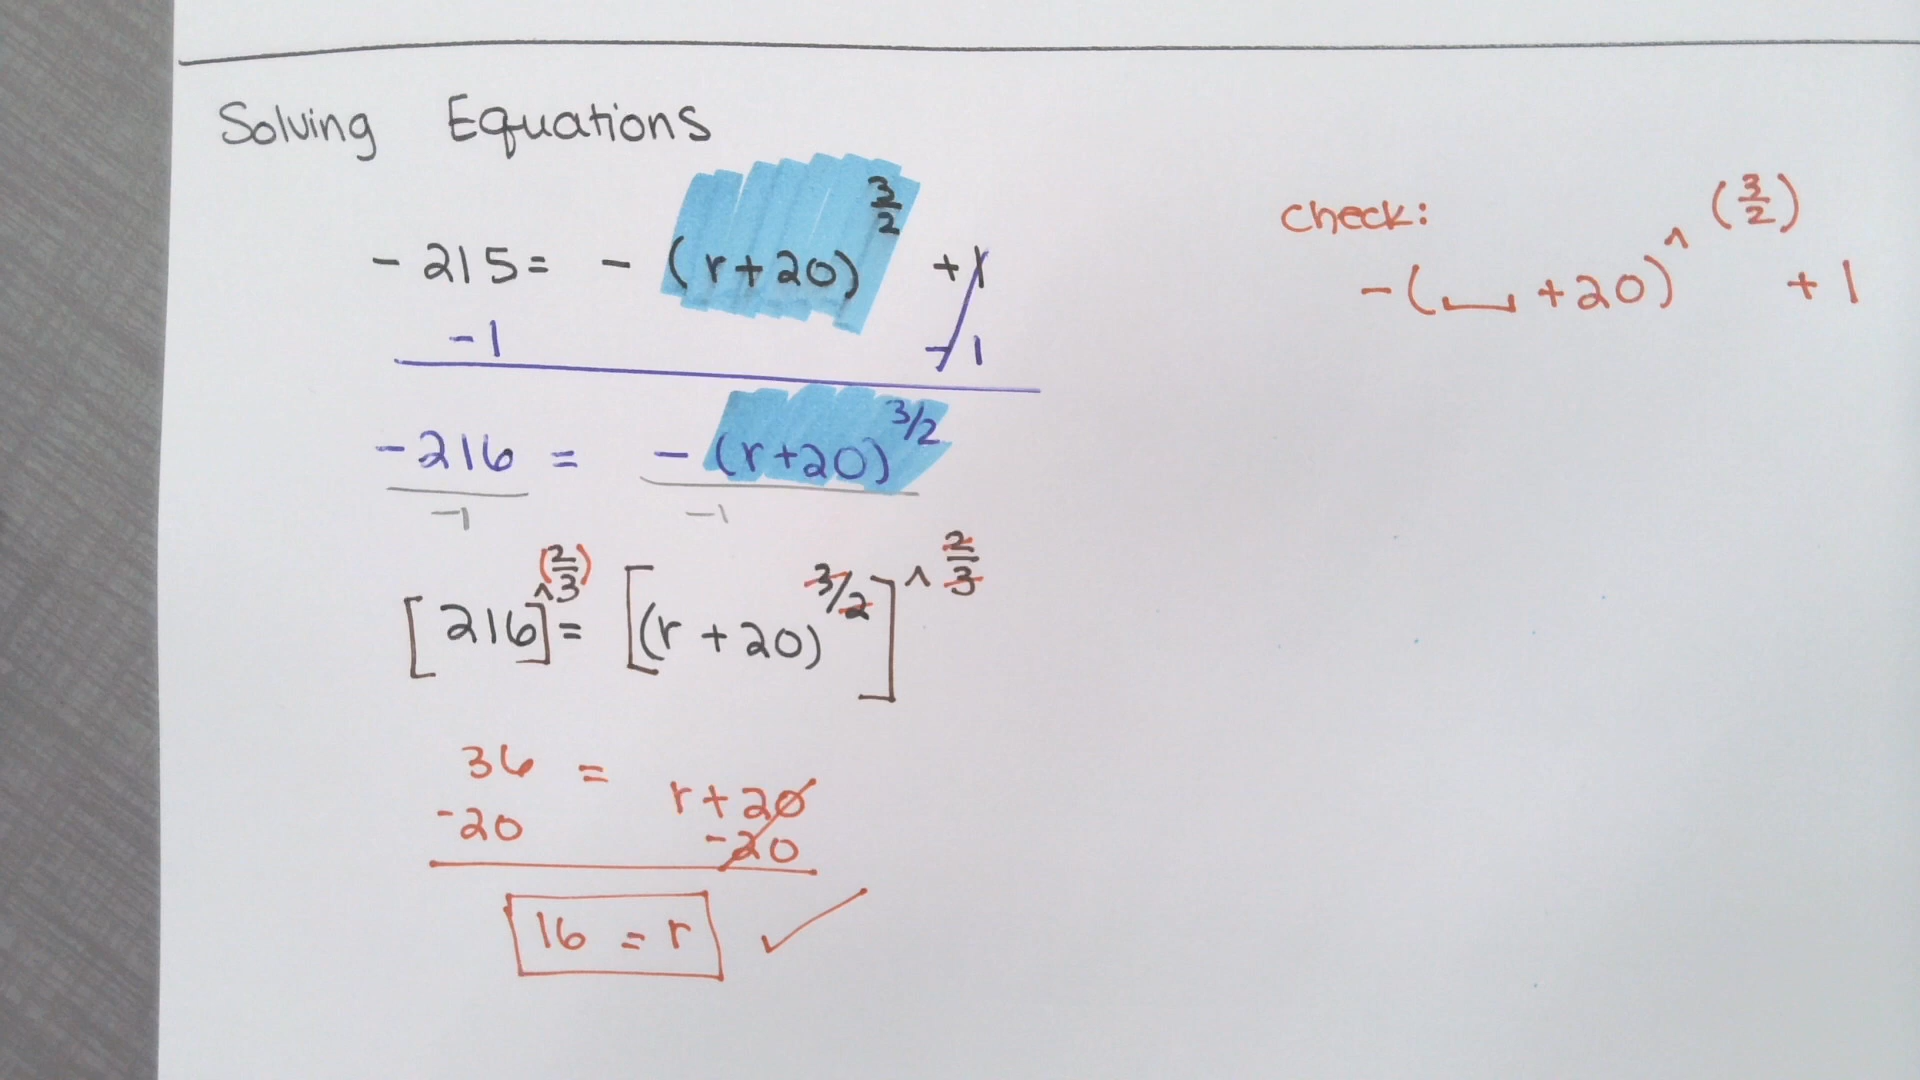 Solving Equations
-215 = -(r+20)^3/2 +1
-1 -1
-216 = -(r+20)^3/2
-1 -1
[216]^(2/3) = [(r+20)^3/2]^2/3
36 = r+20
-20 -20
16 = r ✓
check:
-(__+20)^(3/2) +1